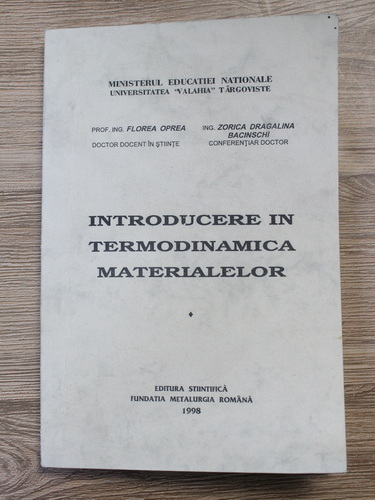 MINISTERUL EDUCATIEI NATIONALE
UNIVERSITATEA "VALAHIA" TÂRGOVISTE
PROF. ING. FLOREA OPREA
DOCTOR DOCENT ÎN ŞTIINŢE
ING. ZORICA DRAGALINA
BACINSCHI
CONFERENŢIAR DOCTOR
INTRODUCERE IN
TERMODINAMICA
MATERIALELOR
EDITURA STIINTIFICĂ
FUNDATIA METALURGIA ROMÂNĂ
1998